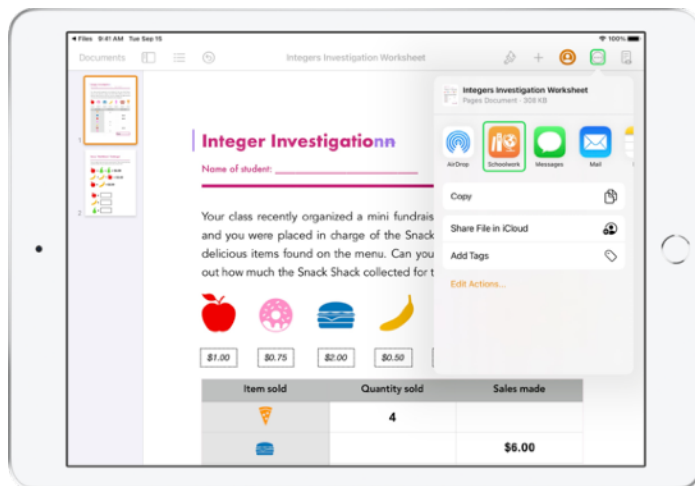 Files 9:41 AM Tue Sep 15
100%
Documents
Integers Investigation Worksheet
Integers Investigation Worksheet
Pages Document · 308 KB
AirDrop
Schoolwork
Messages
Mail
Copy
Share File in iCloud
Add Tags
Edit Actions...
1
2
Integer Investigationn
Name of student:
Your class recently organized a mini fundrais
and you were placed in charge of the Snack
delicious items found on the menu. Can you
out how much the Snack Shack collected for t
$1.00
$0.75
$2.00
$0.50
Item sold
Quantity sold
Sales made
4
$6.00